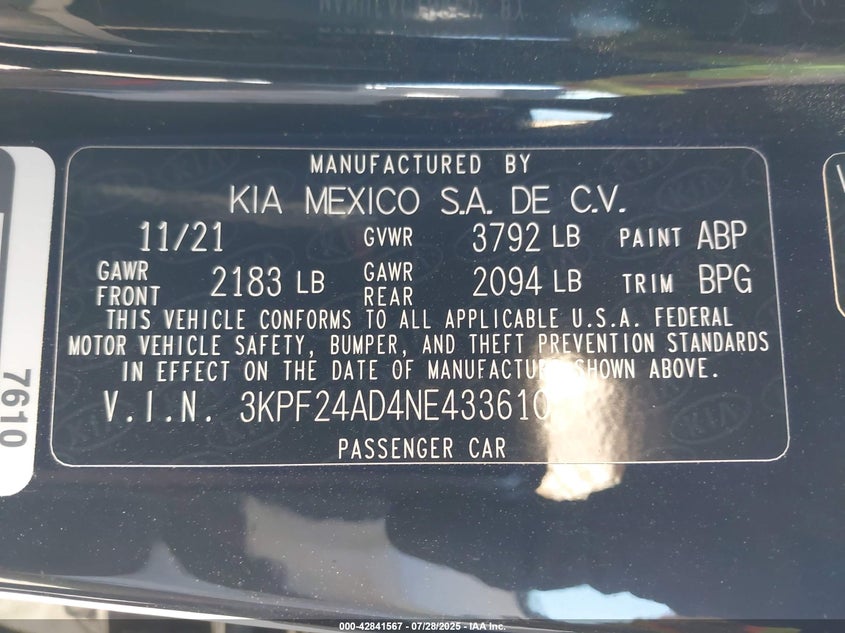 MANUFACTURED BY
KIA MEXICO S.A. DE C.V.
11/21 GVWR 3792 LB PAINT ABP
GAWR FRONT 2183 LB GAWR REAR 2094 LB TRIM BPG
THIS VEHICLE CONFORMS TO ALL APPLICABLE U.S.A. FEDERAL
MOTOR VEHICLE SAFETY, BUMPER, AND THEFT PREVENTION STANDARDS
IN EFFECT ON THE DATE OF MANUFACTURE SHOWN ABOVE.
V.I.N. 3KPF24AD4NE433610
PASSENGER CAR
7610
000-42841567 - 07/28/2025 - IAA Inc.